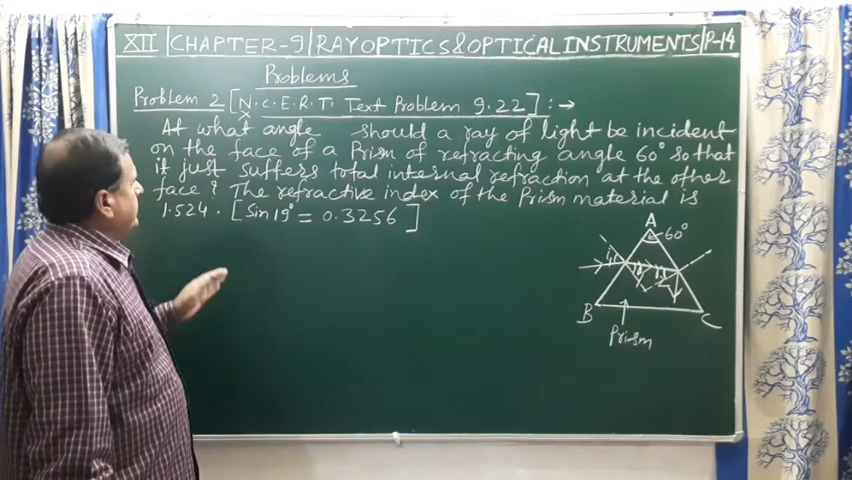 XII | CHAPTER-9 | RAY OPTICS & OPTICAL INSTRUMENTS | P-14
Problems
Problem 2 [N.C.E.R.T. Text Problem 9.22] :→
At what angle should a ray of light be incident
on the face of a Prism of refracting angle 60° so that
it just suffers total internal refraction at the other
face? The refractive index of the Prism material is
1.524. [Sin 19° = 0.3256]
A
60°
B
C
Prism